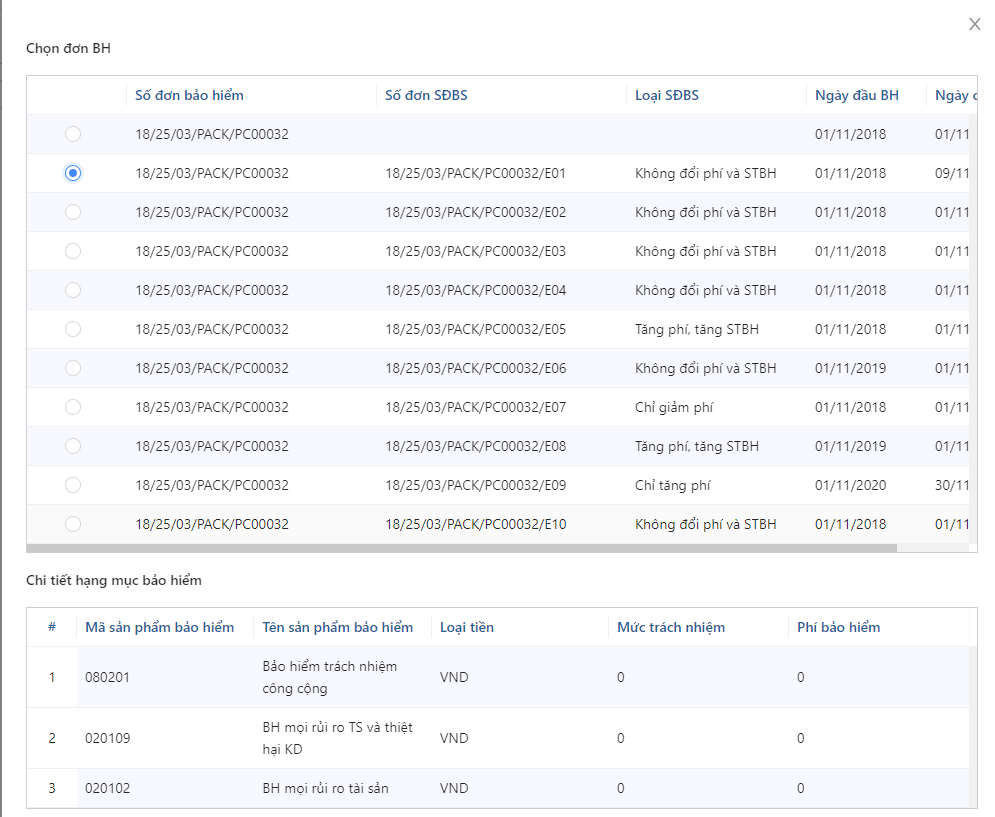 Chọn đơn BH
Số đơn bảo hiểm Số đơn SĐBS Loại SĐBS Ngày đầu BH Ngày c
18/25/03/PACK/PC00032 01/11/2018 01/11
18/25/03/PACK/PC00032 18/25/03/PACK/PC00032/E01 Không đổi phí và STBH 01/11/2018 09/11
18/25/03/PACK/PC00032 18/25/03/PACK/PC00032/E02 Không đổi phí và STBH 01/11/2018 01/11
18/25/03/PACK/PC00032 18/25/03/PACK/PC00032/E03 Không đổi phí và STBH 01/11/2018 01/11
18/25/03/PACK/PC00032 18/25/03/PACK/PC00032/E04 Không đổi phí và STBH 01/11/2018 01/11
18/25/03/PACK/PC00032 18/25/03/PACK/PC00032/E05 Tăng phí, tăng STBH 01/11/2018 01/11
18/25/03/PACK/PC00032 18/25/03/PACK/PC00032/E06 Không đổi phí và STBH 01/11/2019 01/11
18/25/03/PACK/PC00032 18/25/03/PACK/PC00032/E07 Chỉ giảm phí 01/11/2018 01/11
18/25/03/PACK/PC00032 18/25/03/PACK/PC00032/E08 Tăng phí, tăng STBH 01/11/2019 01/11
18/25/03/PACK/PC00032 18/25/03/PACK/PC00032/E09 Chỉ tăng phí 01/11/2020 30/11
18/25/03/PACK/PC00032 18/25/03/PACK/PC00032/E10 Không đổi phí và STBH 01/11/2018 01/11
Chi tiết hạng mục bảo hiểm
# Mã sản phẩm bảo hiểm Tên sản phẩm bảo hiểm Loại tiền Mức trách nhiệm Phí bảo hiểm
1 080201 Bảo hiểm trách nhiệm công cộng VND 0 0
2 020109 BH mọi rủi ro TS và thiệt hại KD VND 0 0
3 020102 BH mọi rủi ro tài sản VND 0 0